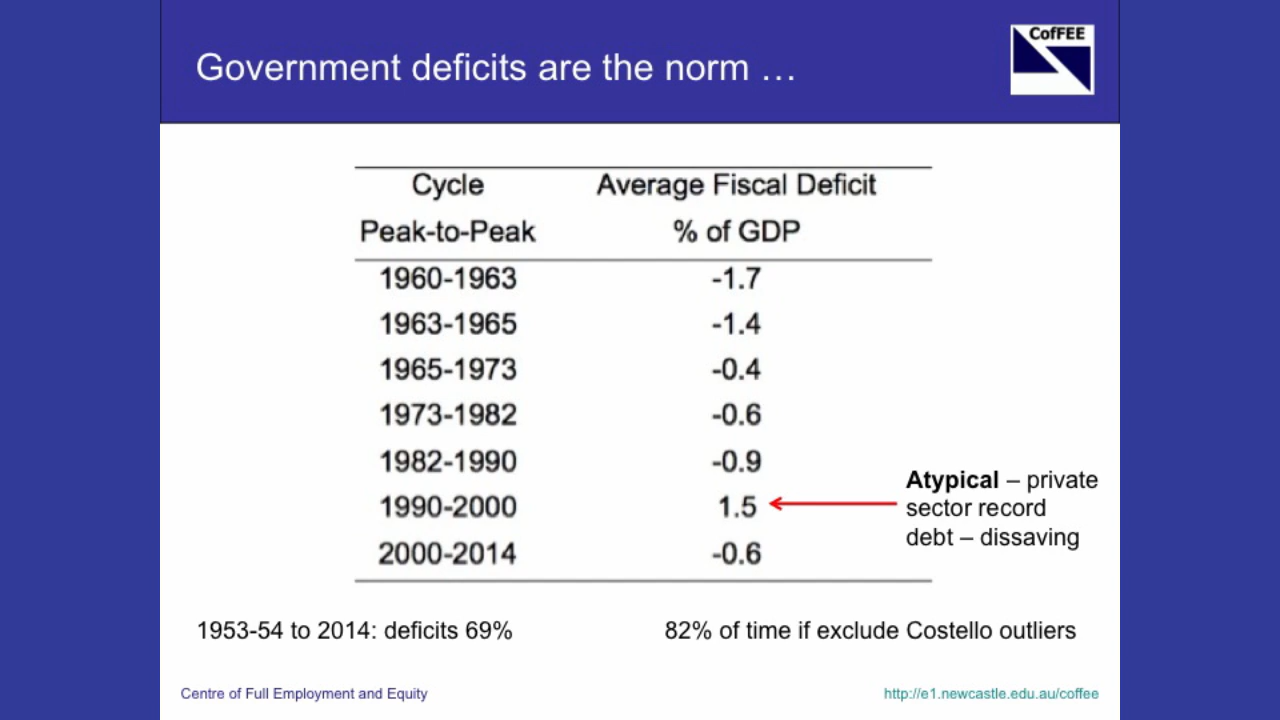 Government deficits are the norm …
CofFEE
Cycle Average Fiscal Deficit
Peak-to-Peak % of GDP
1960-1963 -1.7
1963-1965 -1.4
1965-1973 -0.4
1973-1982 -0.6
1982-1990 -0.9
1990-2000 1.5
2000-2014 -0.6
Atypical – private
sector record
debt – dissaving
1953-54 to 2014: deficits 69%
82% of time if exclude Costello outliers
Centre of Full Employment and Equity
http://e1.newcastle.edu.au/coffee